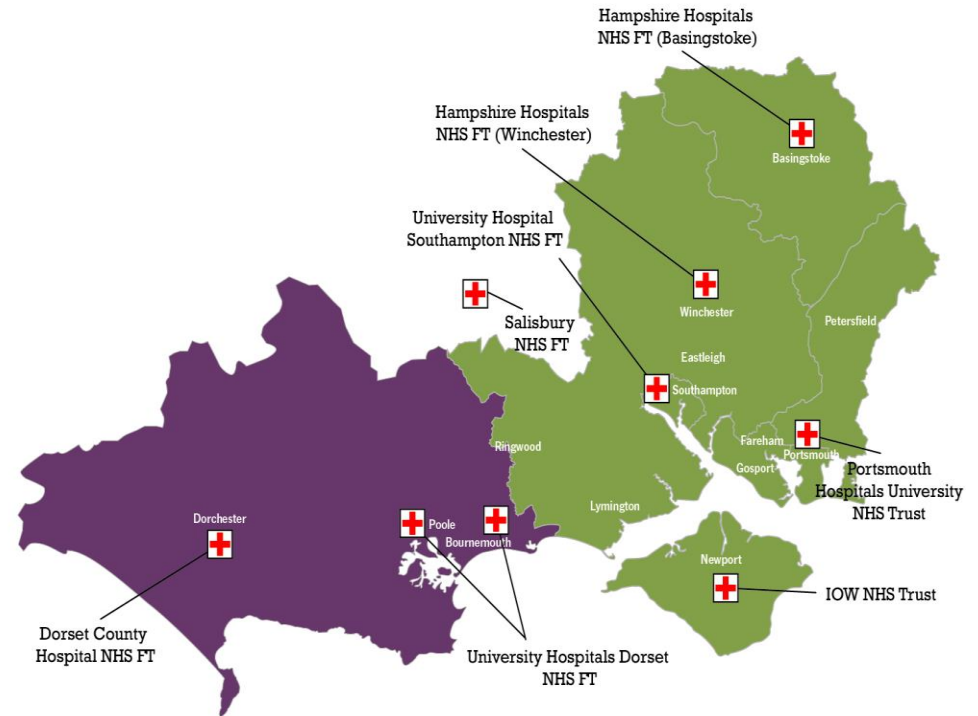 Hampshire Hospitals
NHS FT (Basingstoke)
Hampshire Hospitals
NHS FT (Winchester)
Basingstoke
University Hospital
Southampton NHS FT
Salisbury
NHS FT
Winchester
Petersfield
Eastleigh
Southampton
Ringwood
Fareham
Portsmouth
Gosport
Portsmouth
Hospitals University
NHS Trust
Lymington
Dorchester
Poole
Bournemouth
Newport
IOW NHS Trust
Dorset County
Hospital NHS FT
University Hospitals Dorset
NHS FT